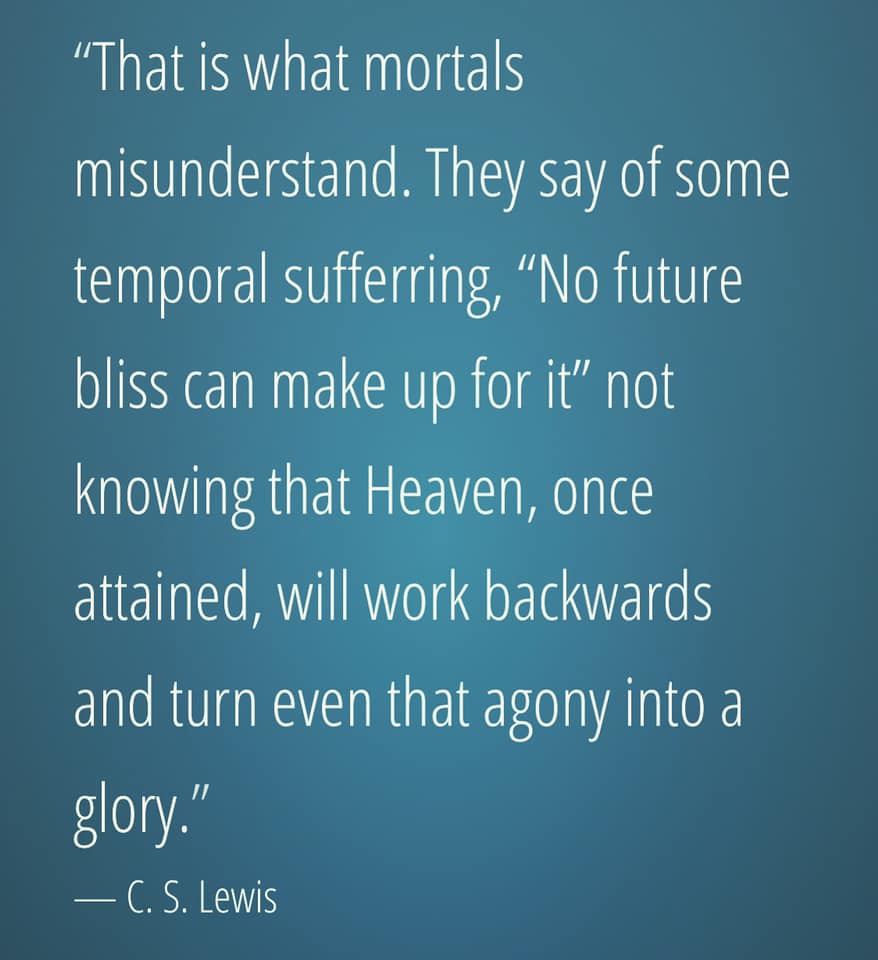 “That is what mortals
misunderstand. They say of some
temporal sufferring, “No future
bliss can make up for it” not
knowing that Heaven, once
attained, will work backwards
and turn even that agony into a
glory.”
— C. S. Lewis